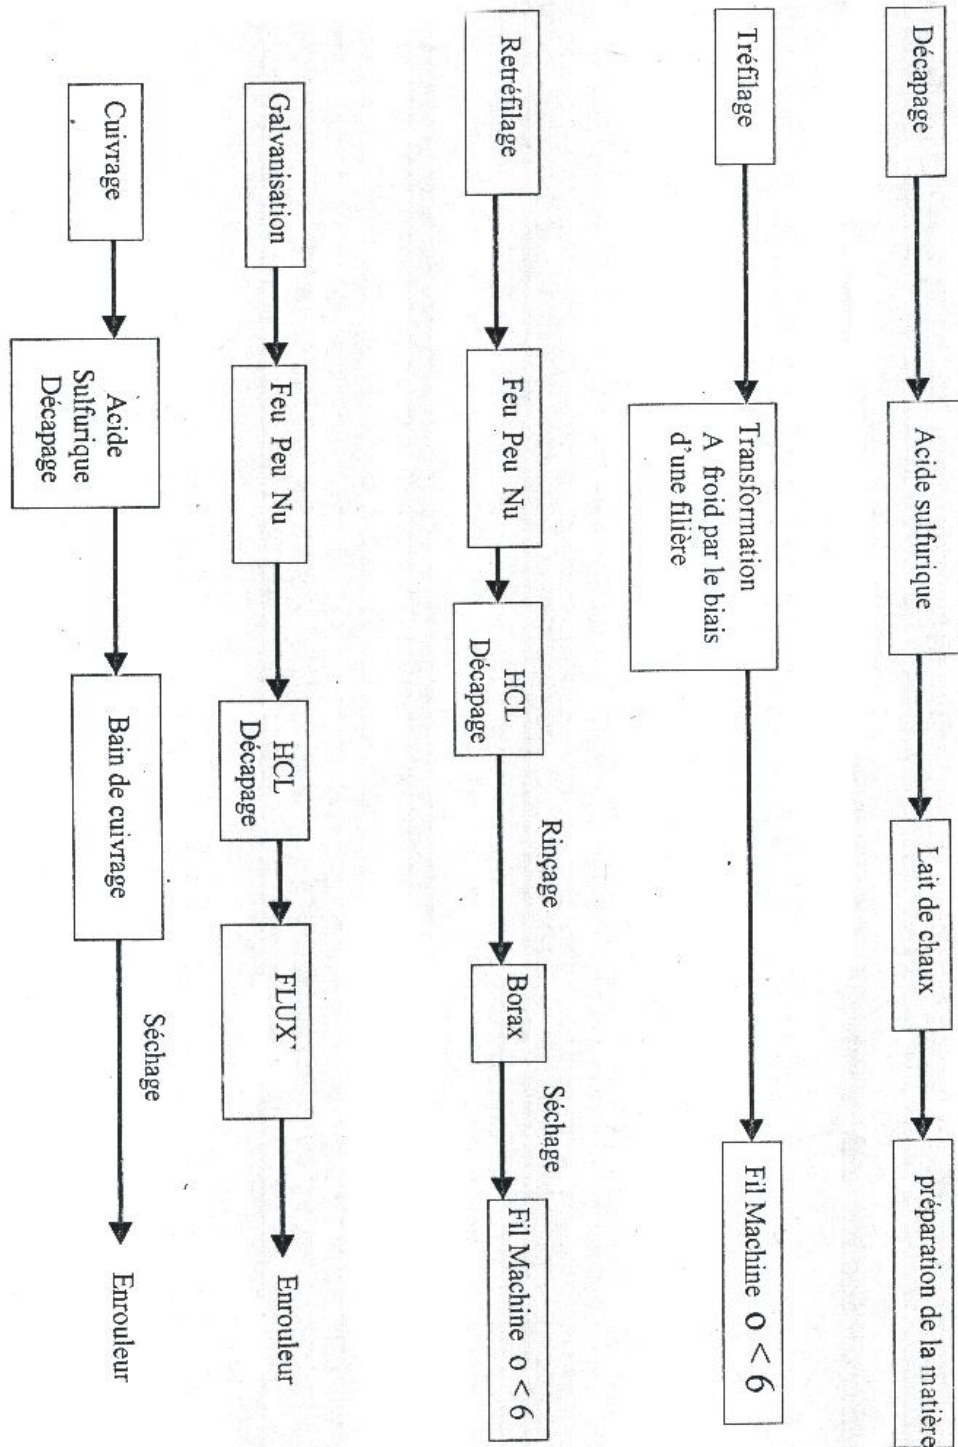 Décapage
Acide sulfurique
Lait de chaux
préparation de la matière
Tréfilage
Transformation
A froid par le biais
d'une filière
Fil Machine o < 6
Retréfilage
Feu Peu Nu
HCL
Décapage
Rinçage
Borax
Séchage
Fil Machine o < 6
Galvanisation
Feu Peu Nu
HCL
Décapage
FLUX
Enrouleur
Cuivrage
Acide
Sulfurique
Décapage
Bain de cuivrage
Séchage
Enrouleur